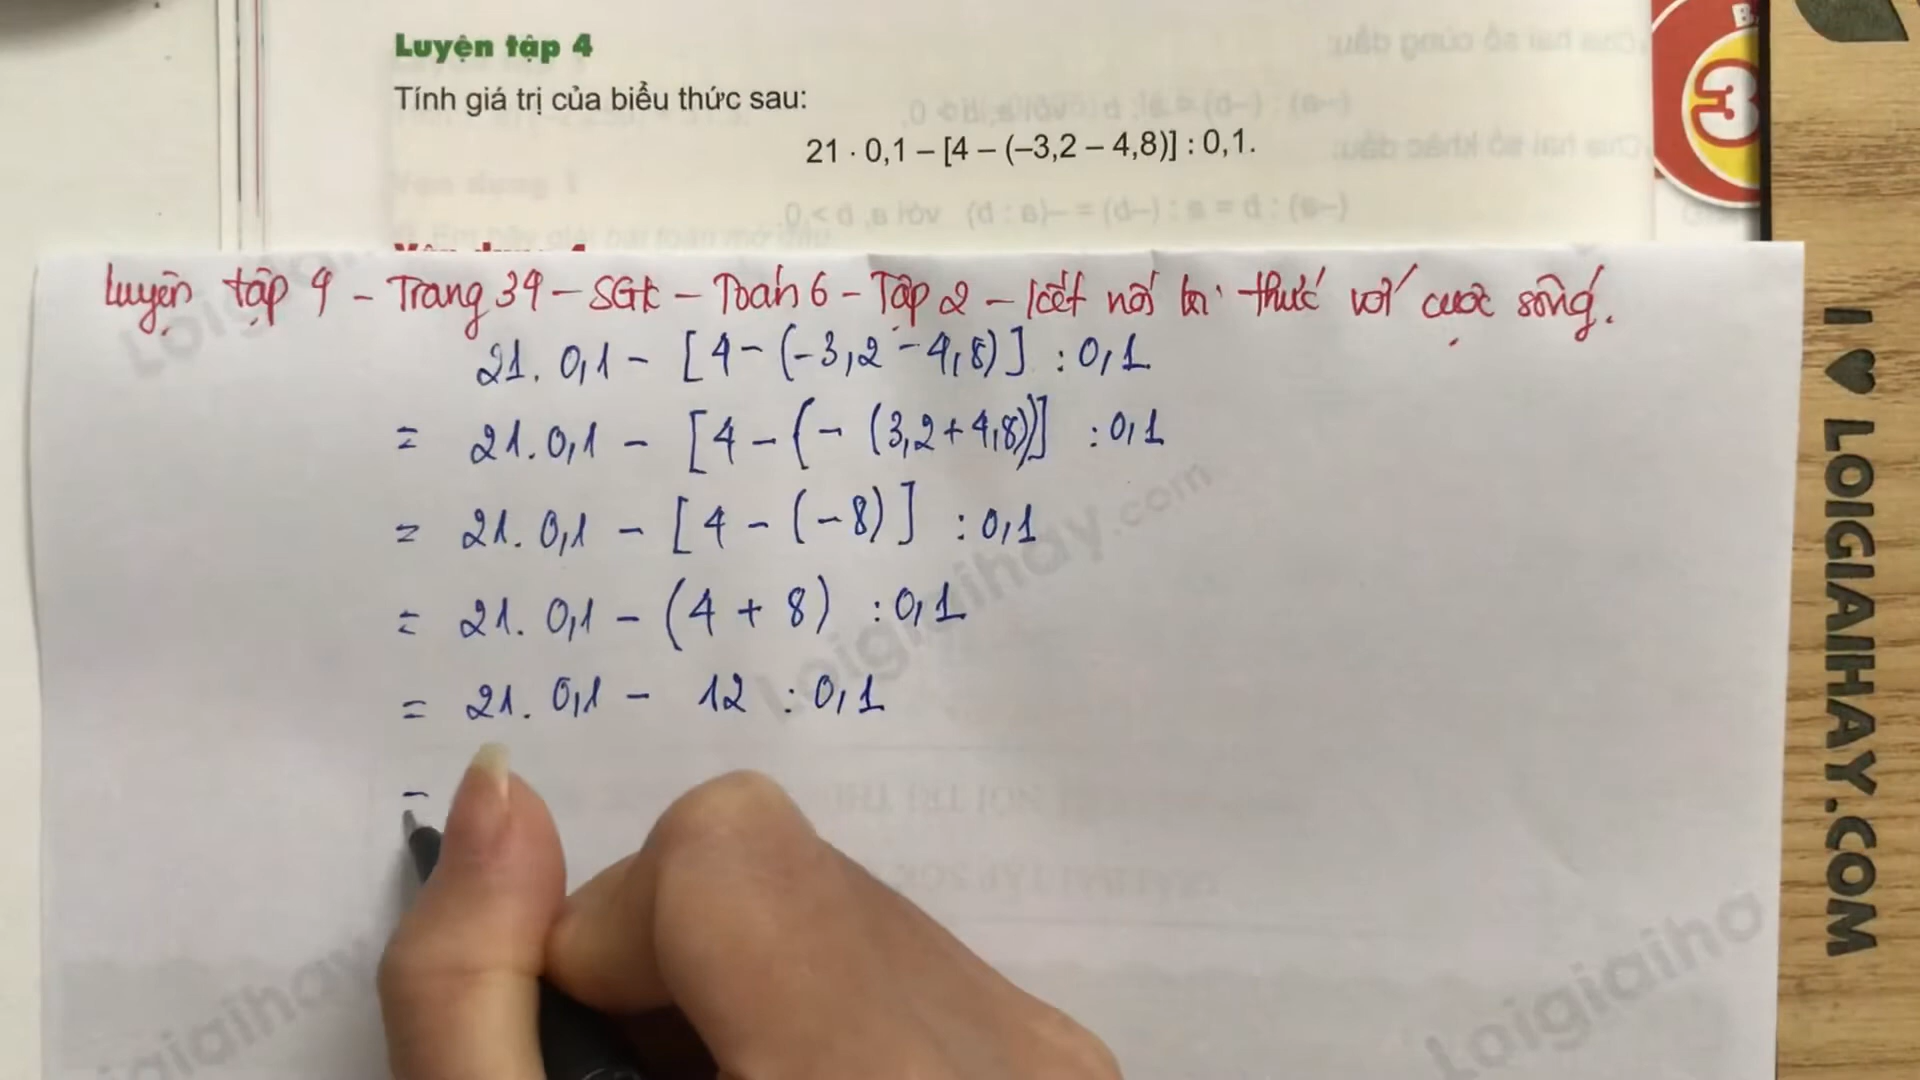 Luyện tập 4
Tính giá trị của biểu thức sau:
21 · 0,1 – [4 – (–3,2 – 4,8)] : 0,1.
Luyện tập 4 – Trang 39 – SGK – Toán 6 – Tập 2 – Kết nối tri thức với cuộc sống.
21. 0,1 – [4 – (-3,2 - 4,8)] : 0,1
= 21. 0,1 – [4 – (– (3,2 + 4,8))] : 0,1
= 21. 0,1 – [4 – (-8)] : 0,1
= 21. 0,1 – (4 + 8) : 0,1
= 21. 0,1 – 12 : 0,1
I ♥ LOIGIAIHAY.COM
3
Loigiaihay.com